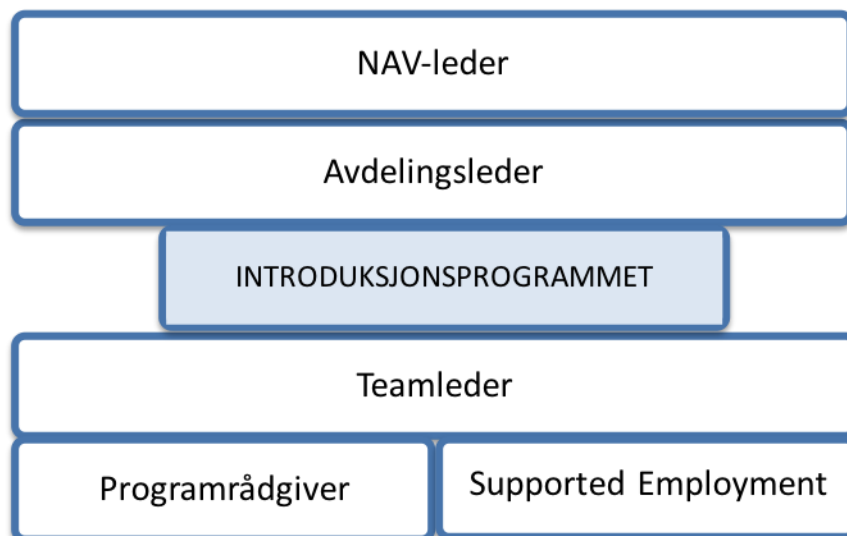 NAV-leder
Avdelingsleder
INTRODUKSJONSPROGRAMMET
Teamleder
Programrådgiver
Supported Employment